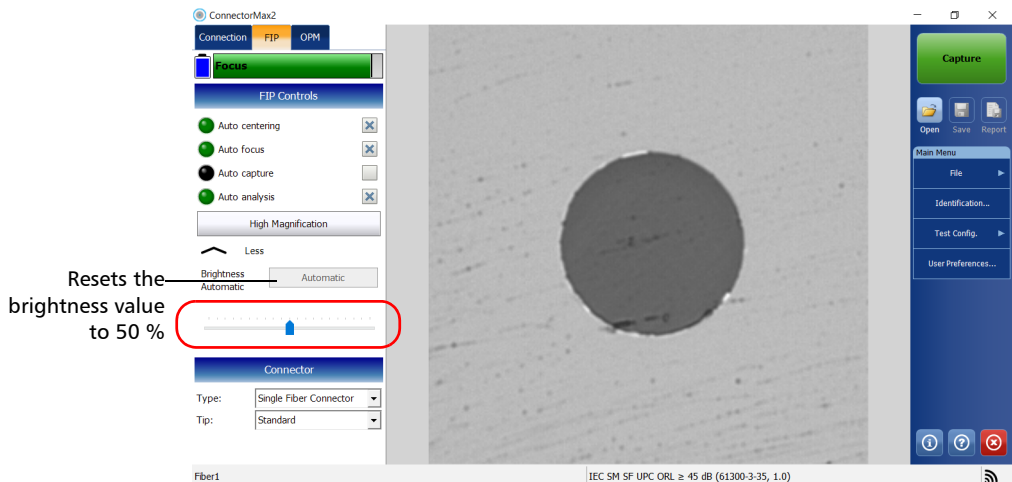 ConnectorMax2
Connection FIP OPM
Focus
FIP Controls
Auto centering
Auto focus
Auto capture
Auto analysis
High Magnification
Less
Brightness
Automatic
Automatic
Resets the
brightness value
to 50 %
Connector
Type: Single Fiber Connector
Tip: Standard
Capture
Open Save Report
Main Menu
File
Identification...
Test Config.
User Preferences...
Fiber1
IEC SM SF UPC ORL ≥ 45 dB (61300-3-35, 1.0)